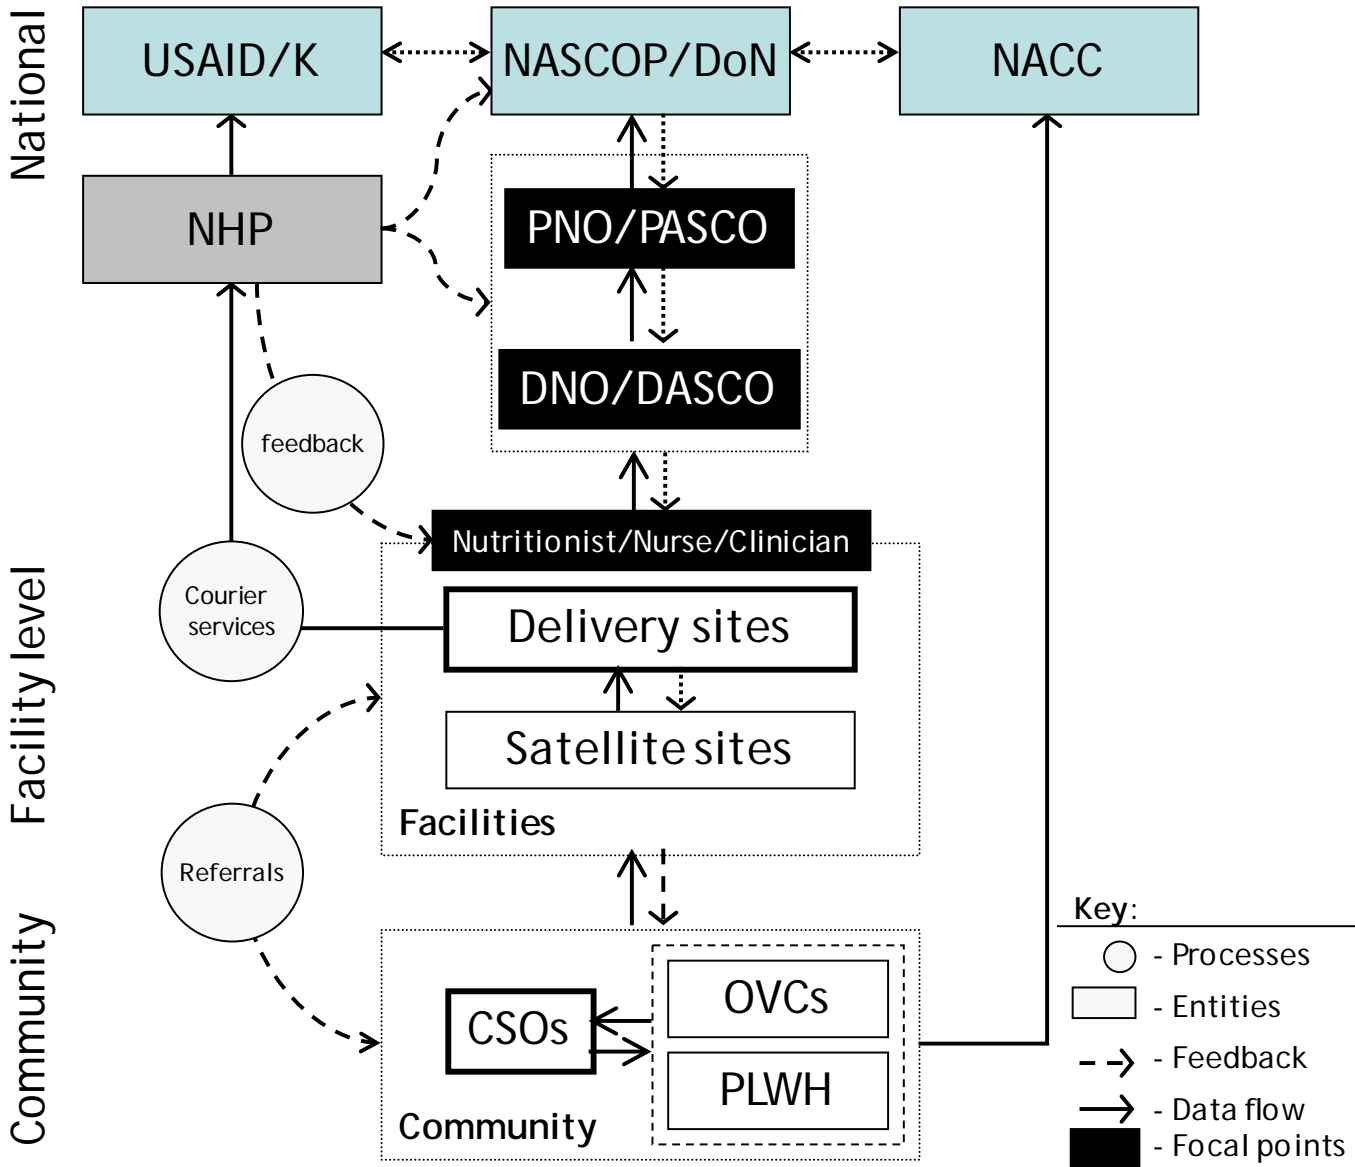 National
USAID/K
NASCOP/DoN
NACC
NHP
PNO/PASCO
DNO/DASCO
feedback
Nutritionist/Nurse/Clinician
Facility level
Courier
services
Delivery sites
Satellite sites
Facilities
Referrals
Community
CSOs
OVCs
PLWH
Community
Key:
- Processes
- Entities
- Feedback
- Data flow
- Focal points